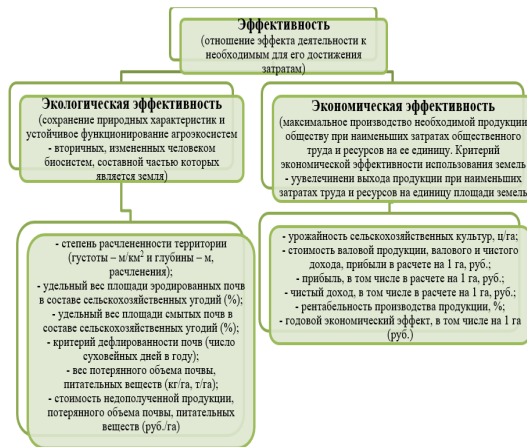 Эффективность
(отношение эффекта деятельности к
необходимым для его достижения
затратам)
Экологическая эффективность
(сохранение природных характеристик и
устойчивое функционирование агроэкосистем
- вторичных, измененных человеком
биосистем, составной частью которых
является земля)
Экономическая эффективность
(максимальное производство необходимой продукции
обществу при наименьших затратах общественного
труда и ресурсов на ее единицу. Критерий
экономической эффективности использования земель
- уувелечинени выхода продукции при наименьших
затратах труда и ресурсов на единицу площади земель
- степень расчлененности территории
(густоты – м/км² и глубины – м,
расчленения);
- удельный вес площади эродированных почв
в составе сельскохозяйственных угодий (%);
- удельный вес площади смытых почв в
составе сельскохозяйственных угодий (%);
- критерий дефлированности почв (число
суховейных дней в году);
- вес потерянного объема почвы,
питательных веществ (кг/га, т/га);
- стоимость недополученной продукции,
потерянного объема почвы, питательных
веществ (руб./га)
- урожайность сельскохозяйственных культур, ц/га;
- стоимость валовой продукции, валового и чистого
дохода, прибыли в расчете на 1 га, руб.;
- прибыль, в том числе в расчете на 1 га, руб.;
- чистый доход, в том числе в расчете на 1 га, руб.;
- рентабельность производства продукции, %;
- годовой экономический эффект, в том числе на 1 га
(руб.)